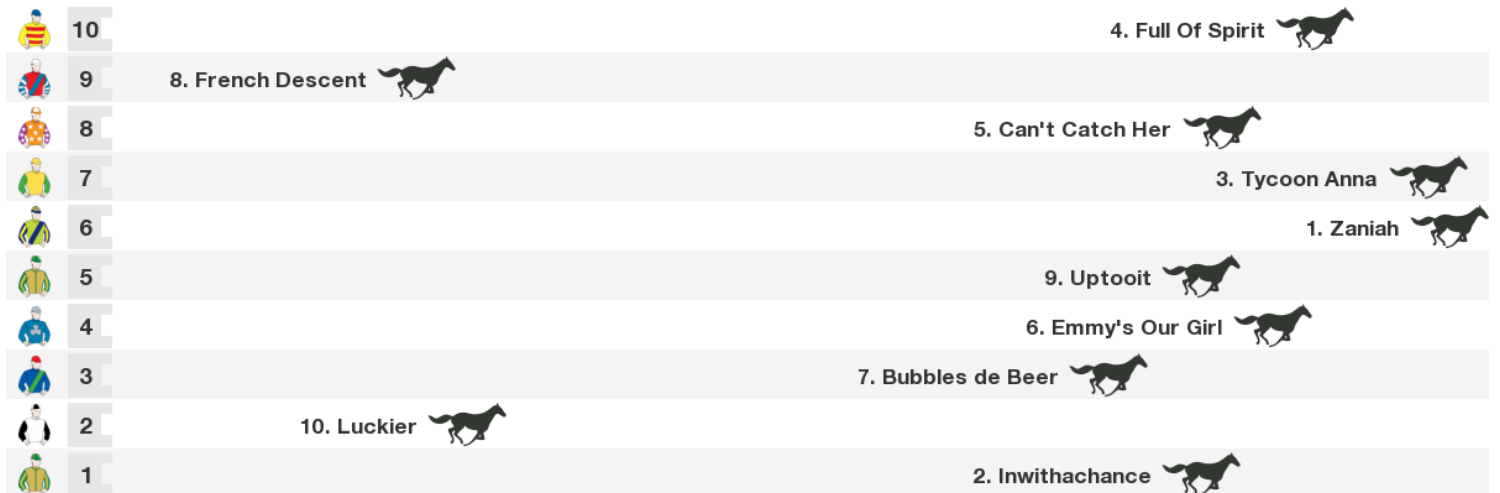 10 4. Full Of Spirit
9 8. French Descent
8 5. Can't Catch Her
7 3. Tycoon Anna
6 1. Zaniah
5 9. Uptooit
4 6. Emmy's Our Girl
3 7. Bubbles de Beer
2 10. Luckier
1 2. Inwithachance